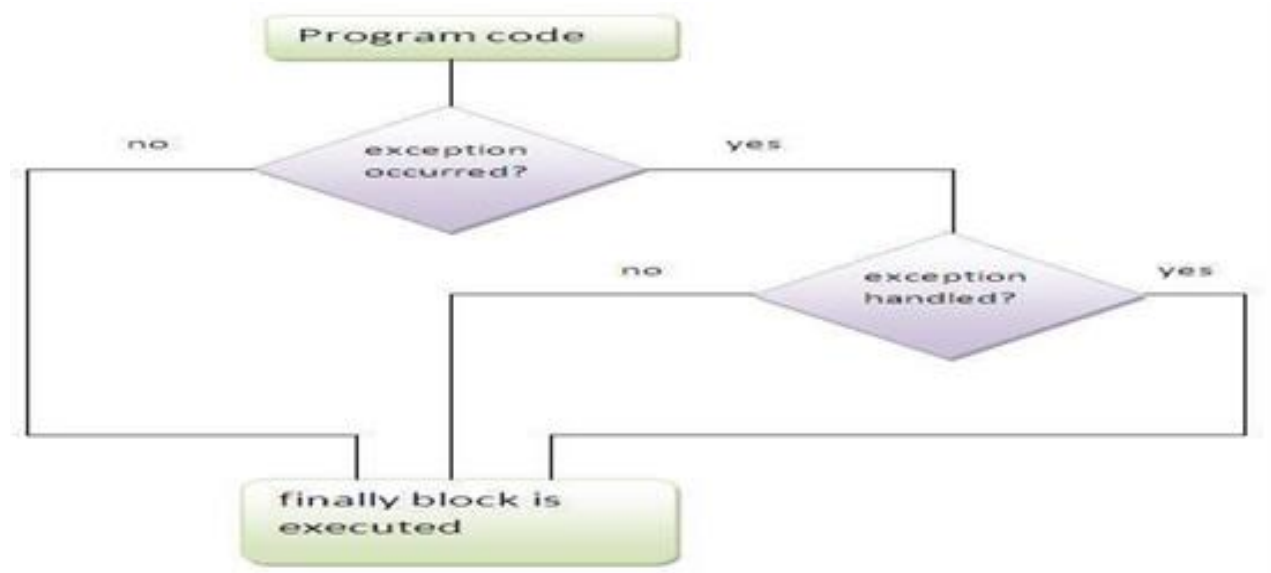 Program code
no
exception
occurred?
yes
no
exception
handled?
yes
finally block is
executed